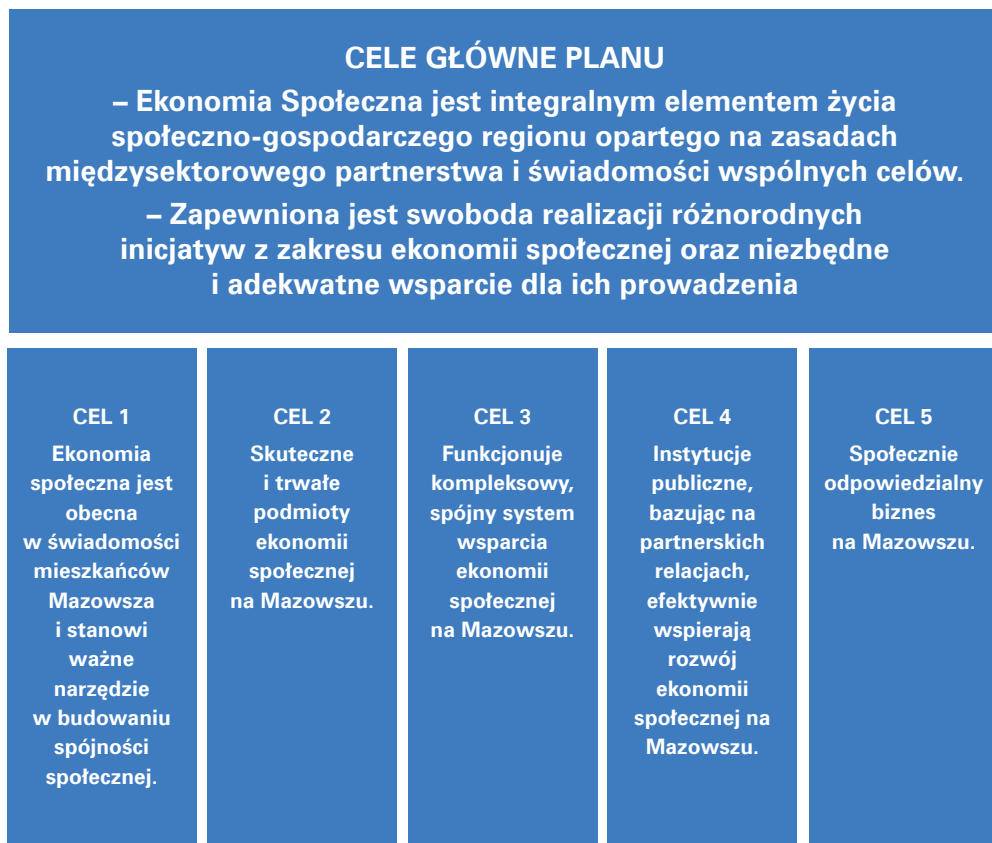 CELE GŁÓWNE PLANU
– Ekonomia Społeczna jest integralnym elementem życia
społeczno-gospodarczego regionu opartego na zasadach
międzysektorowego partnerstwa i świadomości wspólnych celów.
– Zapewniona jest swoboda realizacji różnorodnych
inicjatyw z zakresu ekonomii społecznej oraz niezbędne
i adekwatne wsparcie dla ich prowadzenia
CEL 1
Ekonomia
społeczna jest
obecna
w świadomości
mieszkańców
Mazowsza
i stanowi
ważne
narzędzie
w budowaniu
spójności
społecznej.
CEL 2
Skuteczne
i trwałe
podmioty
ekonomii
społecznej
na Mazowszu.
CEL 3
Funkcjonuje
kompleksowy,
spójny system
wsparcia
ekonomii
społecznej
na Mazowszu.
CEL 4
Instytucje
publiczne,
bazując na
partnerskich
relacjach,
efektywnie
wspierają
rozwój
ekonomii
społecznej na
Mazowszu.
CEL 5
Społecznie
odpowiedzialny
biznes
na Mazowszu.